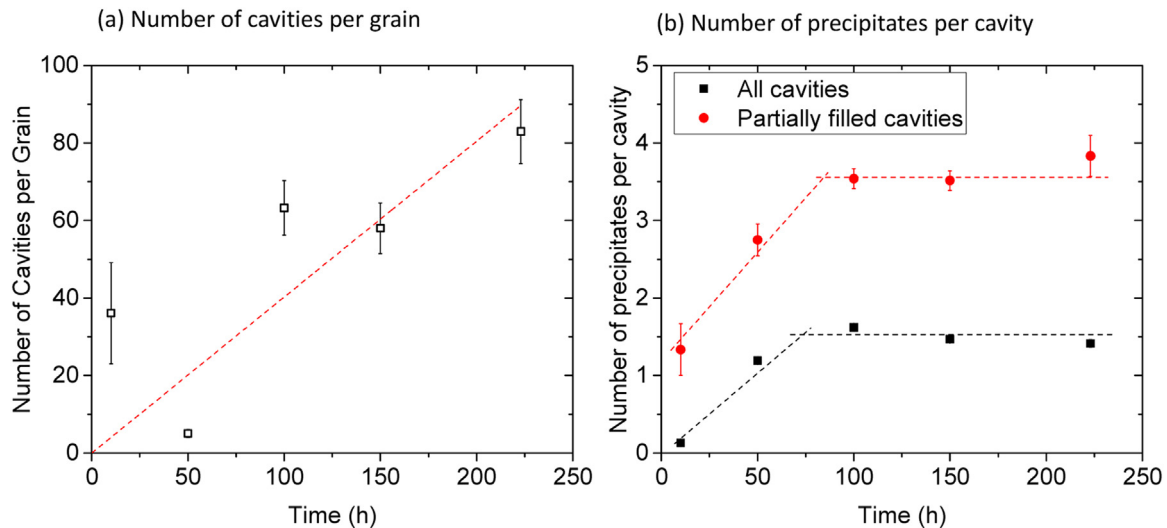 (a) Number of cavities per grain
Number of Cavities per Grain
100
80
60
40
20
0
0 50 100 150 200 250
Time (h)
(b) Number of precipitates per cavity
Number of precipitates per cavity
5
4
3
2
1
0
All cavities
Partially filled cavities
0 50 100 150 200 250
Time (h)